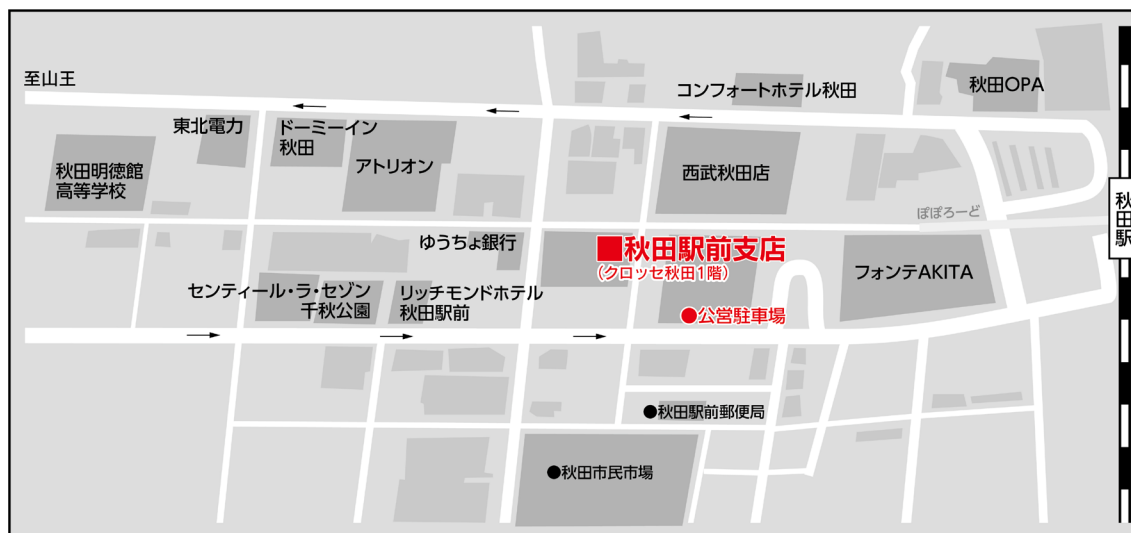 至山王
コンフォートホテル秋田
秋田OPA
東北電力
ドーミーイン
秋田
アトリオン
秋田明徳館
高等学校
西武秋田店
秋田駅
ぽぽろーど
ゆうちょ銀行
■秋田駅前支店
(クロッセ秋田1階)
フォンテAKITA
センティール・ラ・セゾン
千秋公園
リッチモンドホテル
秋田駅前
●公営駐車場
●秋田駅前郵便局
●秋田市民市場